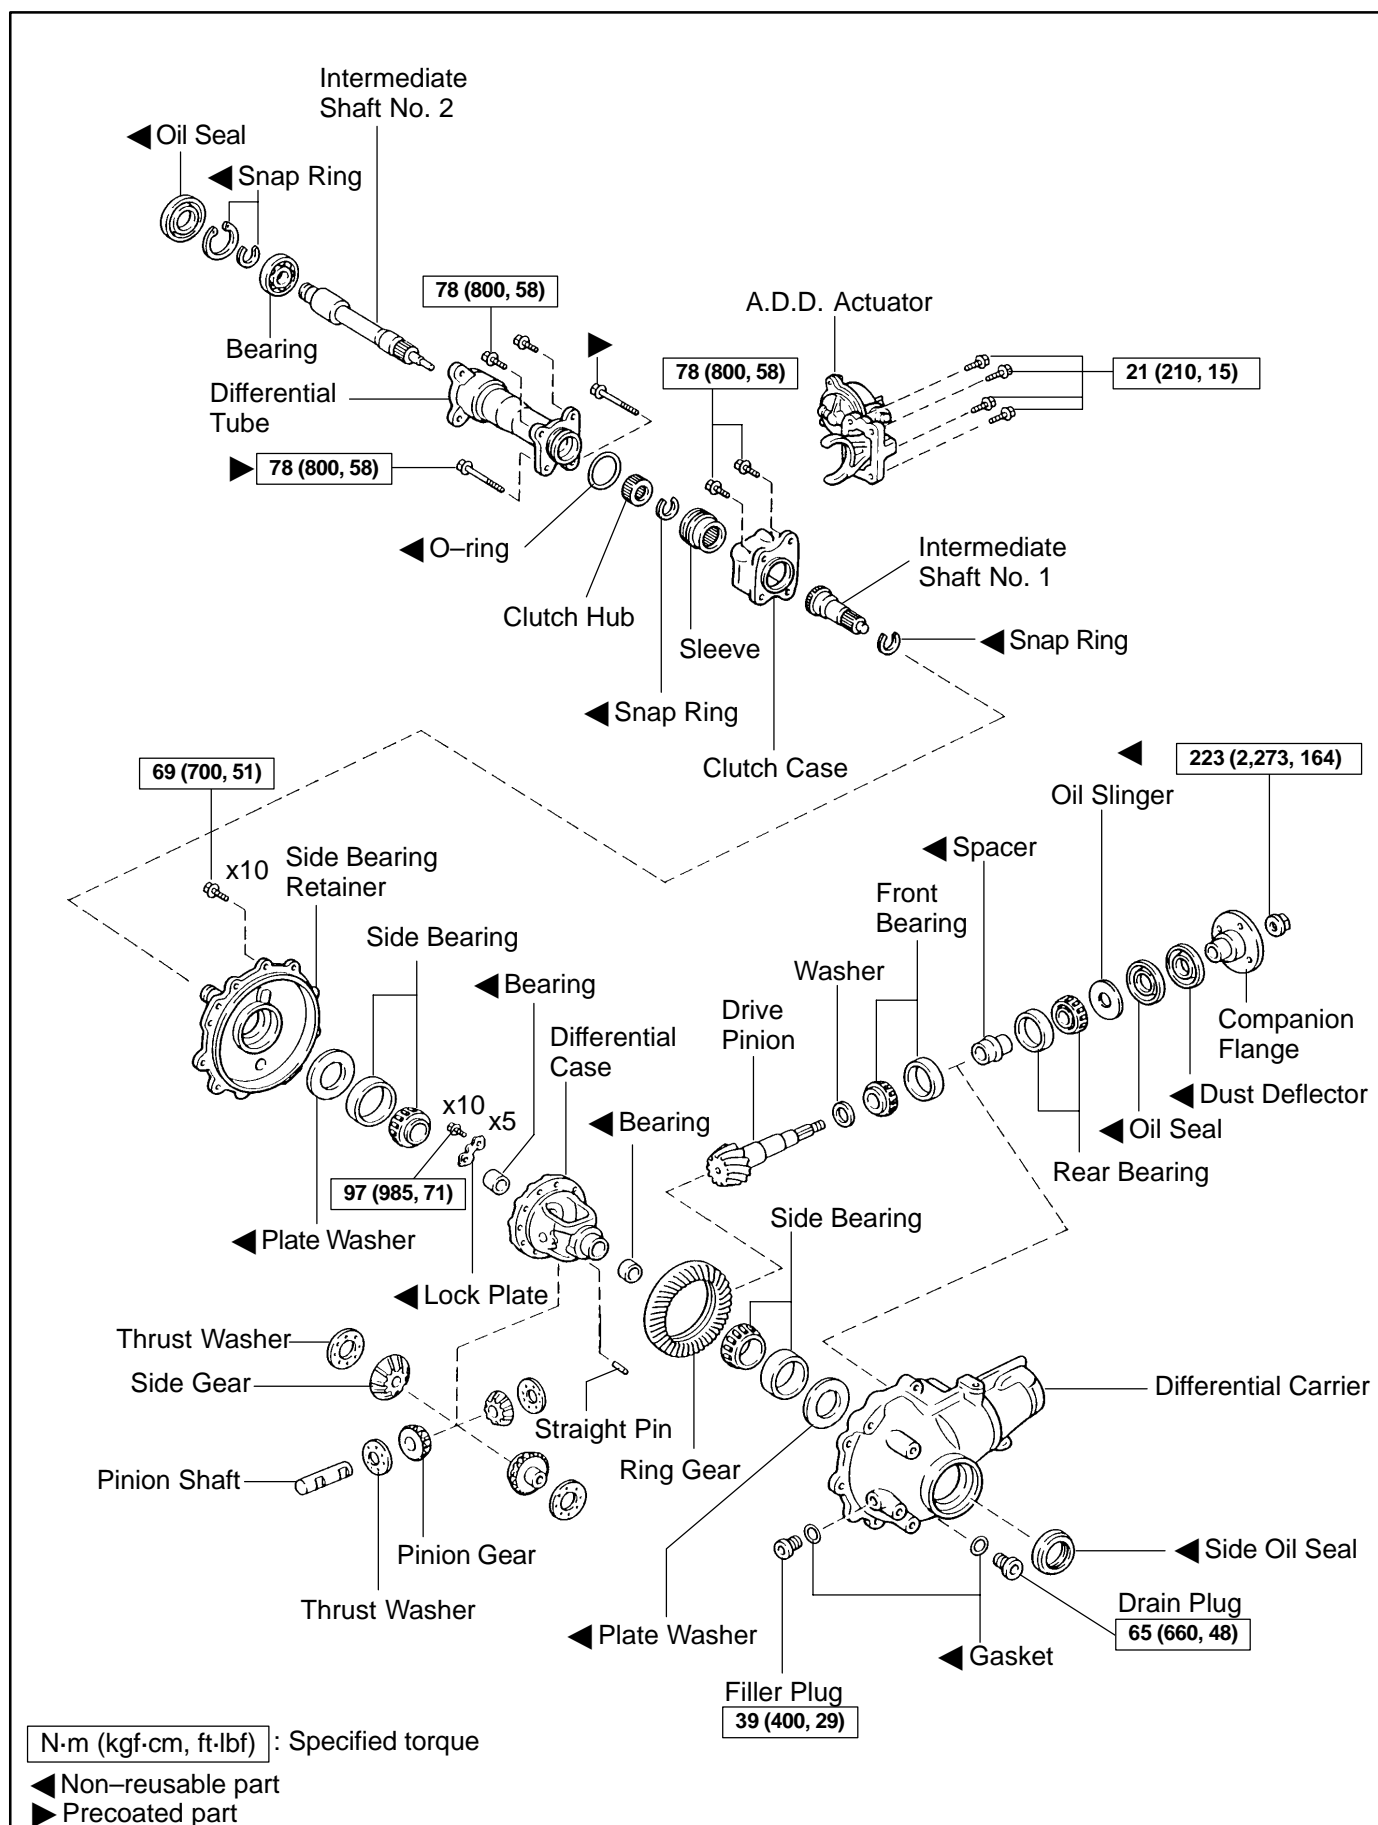 Intermediate
Shaft No. 2
◀ Oil Seal
◀ Snap Ring
78 (800, 58)
A.D.D. Actuator
Bearing
▶
78 (800, 58)
21 (210, 15)
Differential
Tube
▶ 78 (800, 58)
◀ O–ring
Intermediate
Shaft No. 1
Clutch Hub
Sleeve
◀ Snap Ring
◀ Snap Ring
Clutch Case
◀ 223 (2,273, 164)
69 (700, 51)
Oil Slinger
x10
Side Bearing
Retainer
◀ Spacer
Front
Bearing
Side Bearing
Washer
◀ Bearing
Drive
Pinion
Companion
Flange
Differential
Case
◀ Dust Deflector
x10
x5
◀ Bearing
◀ Oil Seal
Rear Bearing
97 (985, 71)
Side Bearing
◀ Plate Washer
◀ Lock Plate
Thrust Washer
Side Gear
Differential Carrier
Straight Pin
Ring Gear
Pinion Shaft
Pinion Gear
◀ Side Oil Seal
Thrust Washer
Drain Plug
65 (660, 48)
◀ Plate Washer
◀ Gasket
Filler Plug
39 (400, 29)
N·m (kgf·cm, ft·lbf) : Specified torque
◀ Non–reusable part
▶ Precoated part